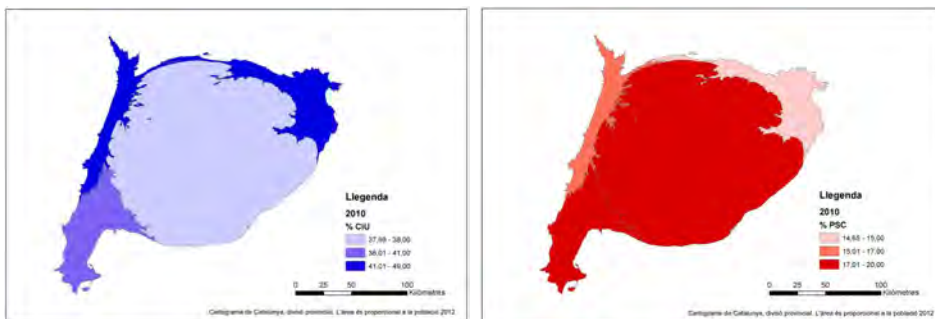 Llegenda
2010
% CIU
37,99 - 38,00
38,01 - 41,00
41,01 - 49,00
0 25 50 100
Kilòmetres
Cartograma de Catalunya, divisió provincial. L'àrea és proporcional a la població 2012
Llegenda
2010
% PSC
14,65 - 15,00
15,01 - 17,00
17,01 - 20,00
0 25 50 100
Kilòmetres
Cartograma de Catalunya, divisió provincial. L'àrea és proporcional a la població 2012